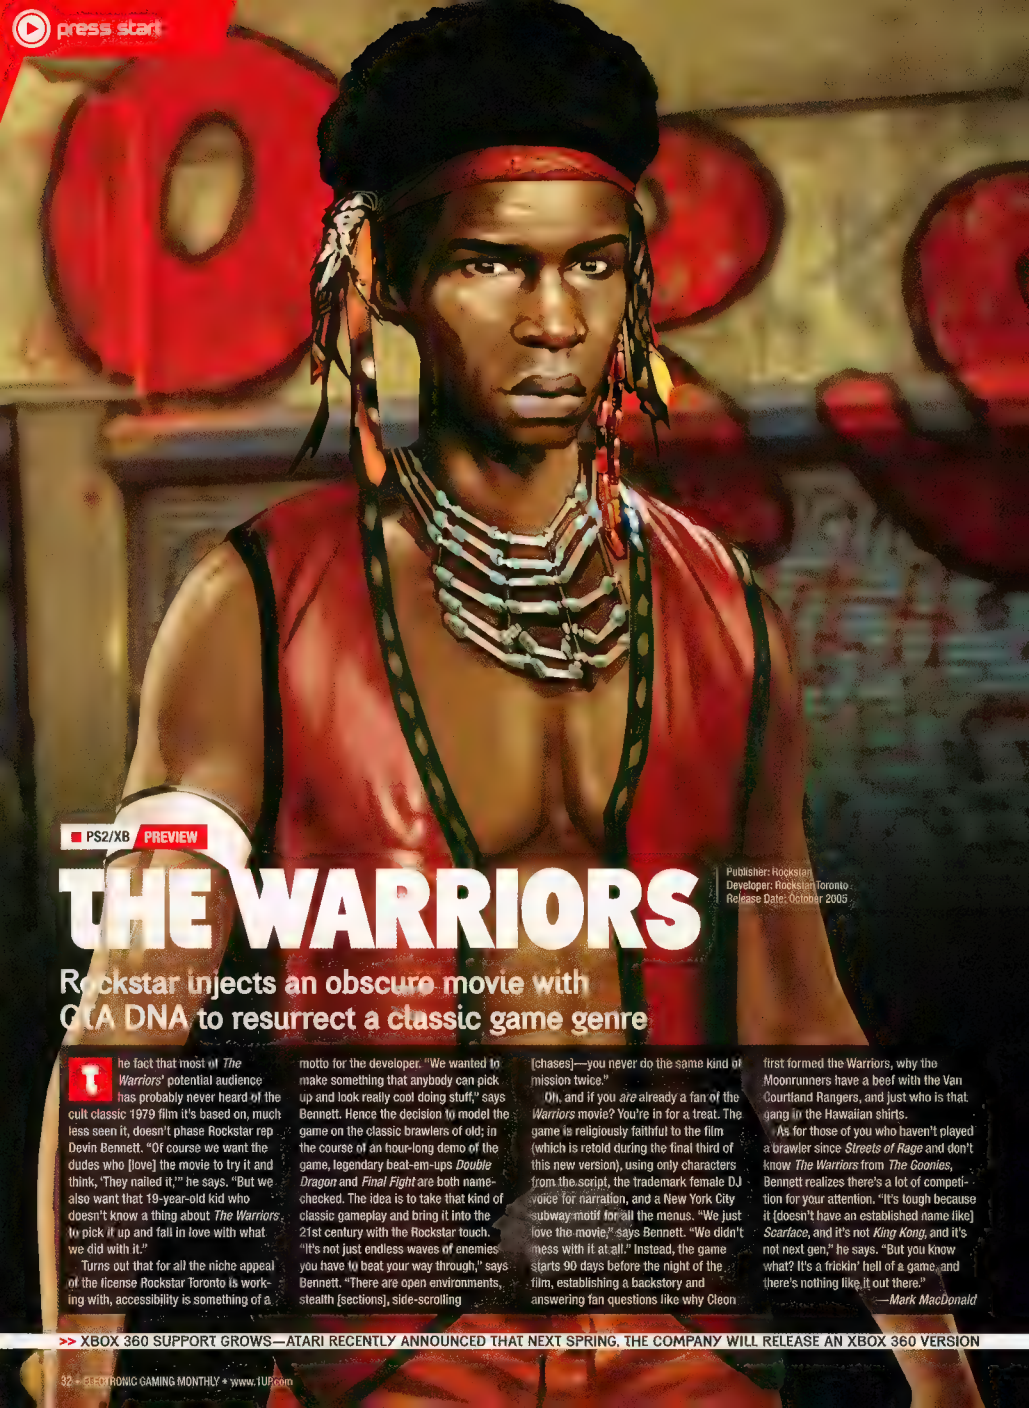 press start
PS2/XB PREVIEW
THE WARRIORS
Publisher: Rockstar
Developer: Rockstar Toronto
Release Date: October 2005
Rockstar injects an obscure movie with
GTA DNA to resurrect a classic game genre
The fact that most of The
Warriors' potential audience
has probably never heard of the
cult classic 1979 film it's based on, much
less seen it, doesn't phase Rockstar rep
Devin Bennett. "Of course we want the
dudes who [love] the movie to try it and
think, 'They nailed it,'" he says. "But we
also want that 19-year-old kid who
doesn't know a thing about The Warriors
to pick it up and fall in love with what
we did with it."
Turns out that for all the niche appeal
of the license Rockstar Toronto is work-
ing with, accessibility is something of a
motto for the developer. "We wanted to
make something that anybody can pick
up and look really cool doing stuff," says
Bennett. Hence the decision to model the
game on the classic brawlers of old; in
the course of an hour-long demo of the
game, legendary beat-em-ups Double
Dragon and Final Fight are both name-
checked. The idea is to take that kind of
classic gameplay and bring it into the
21st century with the Rockstar touch.
"It's not just endless waves of enemies
you have to beat your way through," says
Bennett. "There are open environments,
stealth [sections], side-scrolling
[chases]—you never do the same kind of
mission twice."
Oh, and if you are already a fan of the
Warriors movie? You're in for a treat. The
game is religiously faithful to the film
(which is retold during the final third of
this new version), using only characters
from the script, the trademark female DJ
voice for narration, and a New York City
subway motif for all the menus. "We just
love the movie," says Bennett. "We didn't
mess with it at all." Instead, the game
starts 90 days before the night of the
film, establishing a backstory and
answering fan questions like why Cleon
first formed the Warriors, why the
Moonrunners have a beef with the Van
Courtland Rangers, and just who is that
gang in the Hawaiian shirts.
As for those of you who haven't played
a brawler since Streets of Rage and don't
know The Warriors from The Goonies,
Bennett realizes there's a lot of competi-
tion for your attention. "It's tough because
it [doesn't have an established name like]
Scarface, and it's not King Kong, and it's
not next gen," he says. "But you know
what? It's a frickin' hell of a game, and
there's nothing like it out there."
—Mark MacDonald
>> XBOX 360 SUPPORT GROWS—ATARI RECENTLY ANNOUNCED THAT NEXT SPRING, THE COMPANY WILL RELEASE AN XBOX 360 VERSION
32 • ELECTRONIC GAMING MONTHLY • www.1UP.com